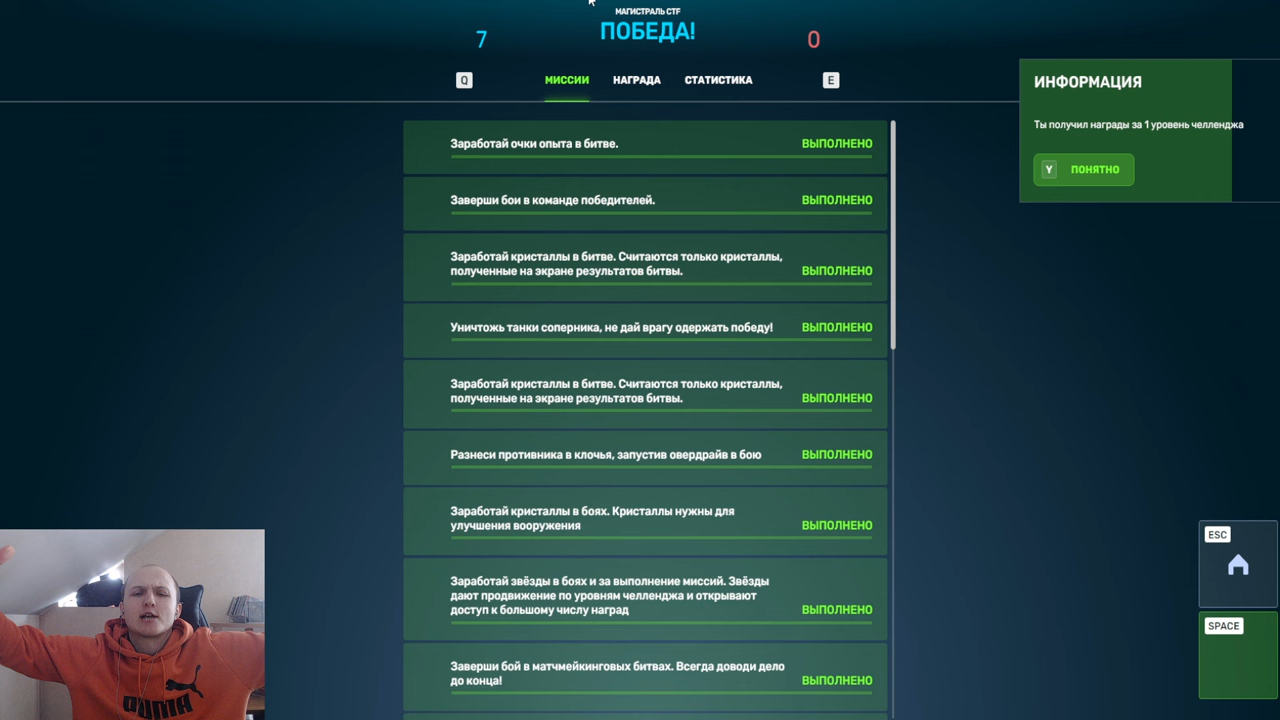 МАГИСТРАЛЬ CTF
7
ПОБЕДА!
0
Q
МИССИИ
НАГРАДА
СТАТИСТИКА
E
ИНФОРМАЦИЯ
Ты получил награды за 1 уровень челленджа
Y
ПОНЯТНО
Заработай очки опыта в битве.
ВЫПОЛНЕНО
Заверши бои в команде победителей.
ВЫПОЛНЕНО
Заработай кристаллы в битве. Считаются только кристаллы,
полученные на экране результатов битвы.
ВЫПОЛНЕНО
Уничтожь танки соперника, не дай врагу одержать победу!
ВЫПОЛНЕНО
Заработай кристаллы в битве. Считаются только кристаллы,
полученные на экране результатов битвы.
ВЫПОЛНЕНО
Разнеси противника в клочья, запустив овердрайв в бою
ВЫПОЛНЕНО
Заработай кристаллы в боях. Кристаллы нужны для
улучшения вооружения
ВЫПОЛНЕНО
Заработай звёзды в боях и за выполнение миссий. Звёзды
дают продвижение по уровням челленджа и открывают
доступ к большому числу наград
ВЫПОЛНЕНО
Заверши бой в матчмейкинговых битвах. Всегда доводи дело
до конца!
ВЫПОЛНЕНО
ESC
SPACE
PUMA